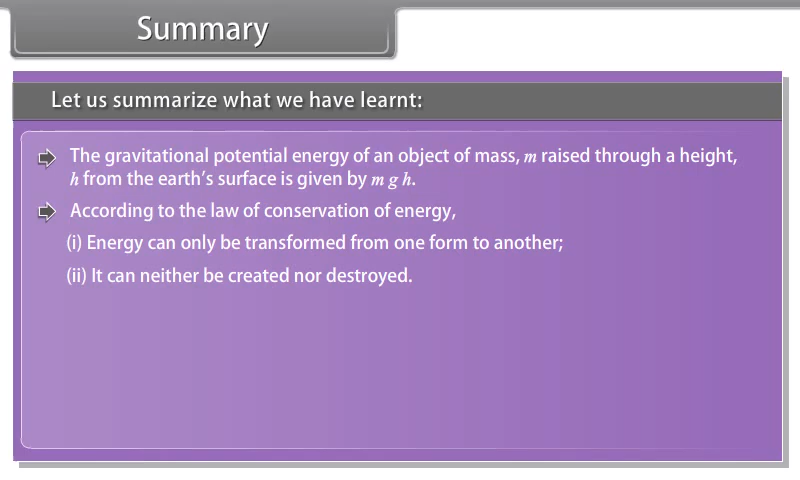 Summary
Let us summarize what we have learnt:
The gravitational potential energy of an object of mass, m raised through a height,
h from the earth's surface is given by m g h.
According to the law of conservation of energy,
(i) Energy can only be transformed from one form to another;
(ii) It can neither be created nor destroyed.